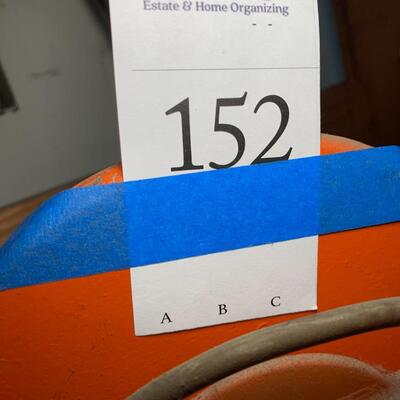 Estate & Home Organizing
152
A B C